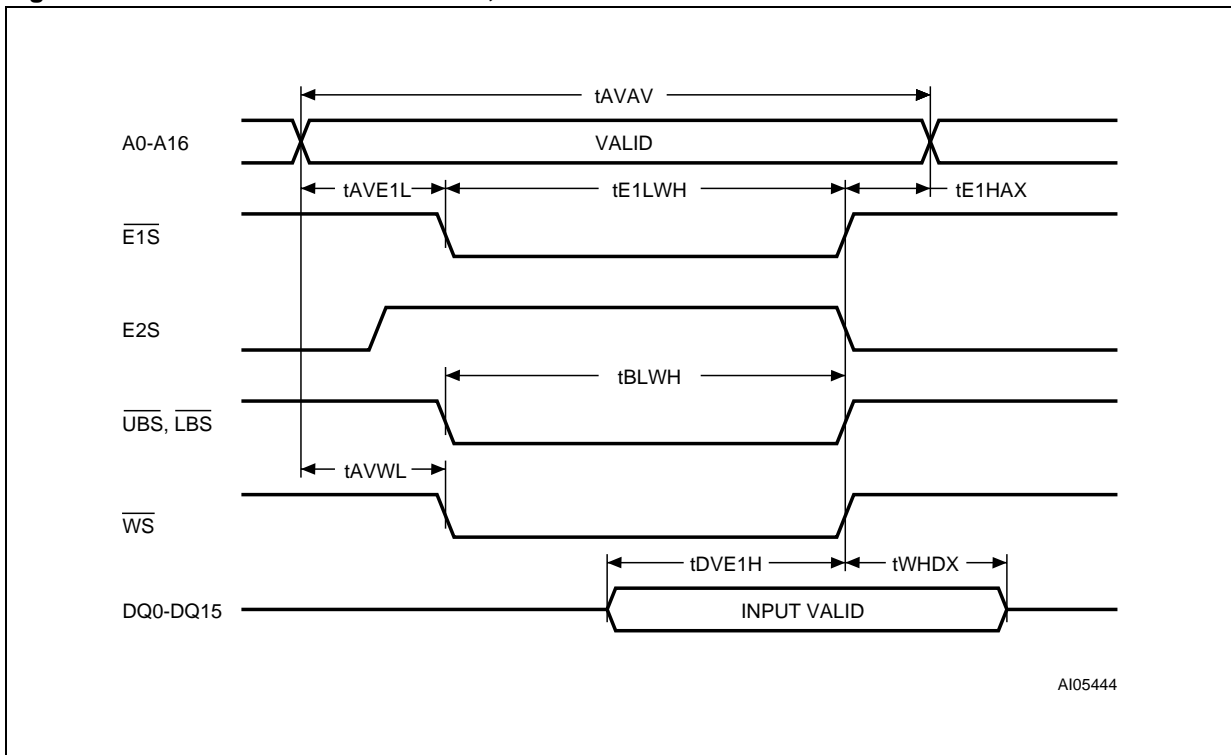 tAVAV
A0-A16
VALID
tAVE1L
tE1LWH
tE1HAX
E1S
E2S
tBLWH
UBS, LBS
tAVWL
WS
tDVE1H
tWHDX
DQ0-DQ15
INPUT VALID
AI05444